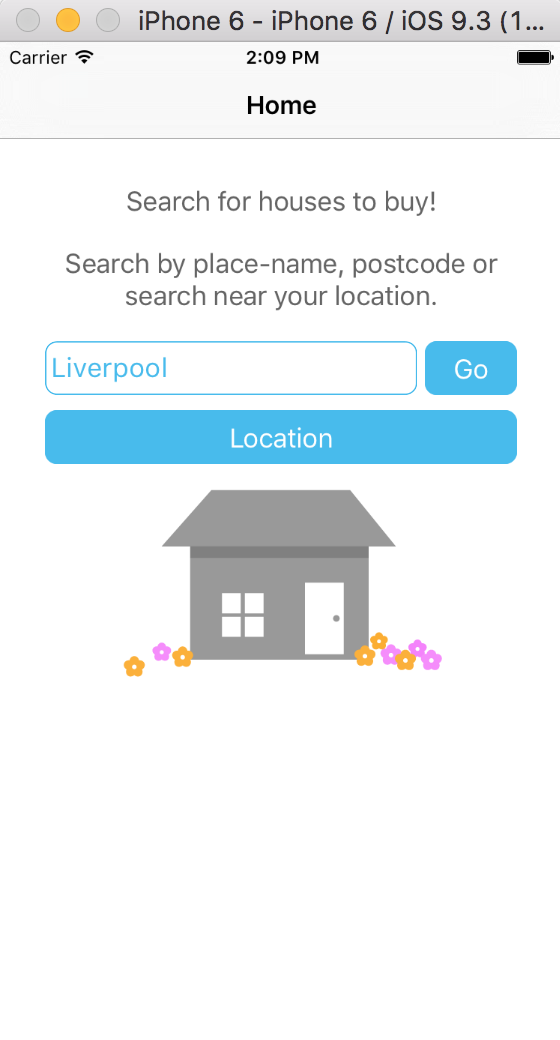 iPhone 6 - iPhone 6 / iOS 9.3 (1...
Carrier 2:09 PM
Home
Search for houses to buy!
Search by place-name, postcode or
search near your location.
Liverpool Go
Location